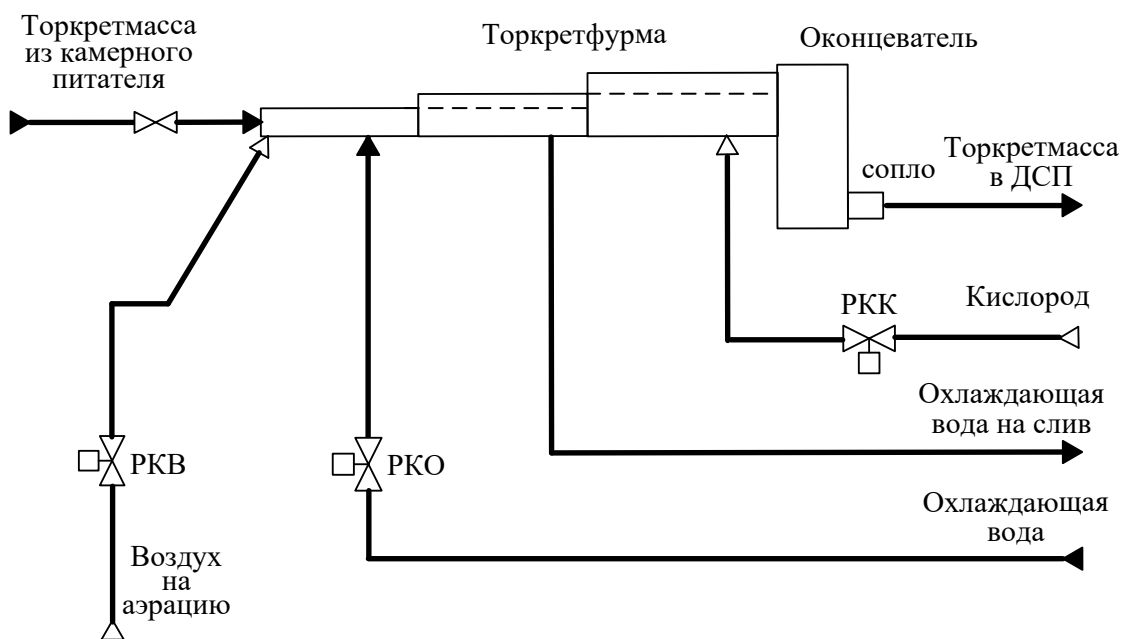 Торкретмасса
из камерного
питателя
Торкретфурма
Оконцеватель
сопло
Торкретмасса
в ДСП
РКК
Кислород
Охлаждающая
вода на слив
РКВ
РКО
Охлаждающая
вода
Воздух
на
аэрацию